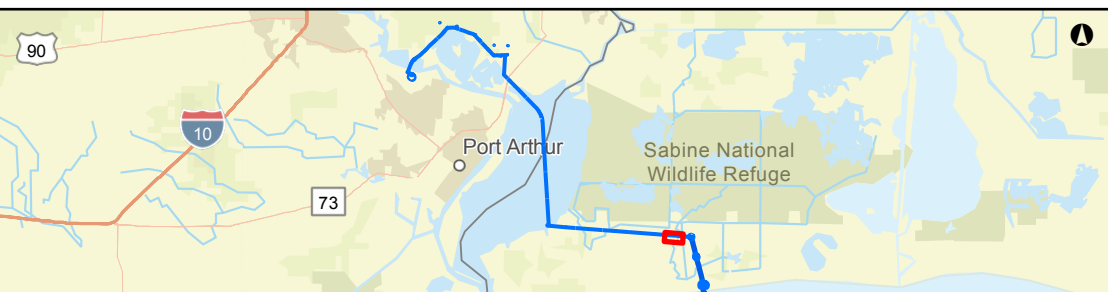 90
10
Port Arthur
Sabine National
Wildlife Refuge
73